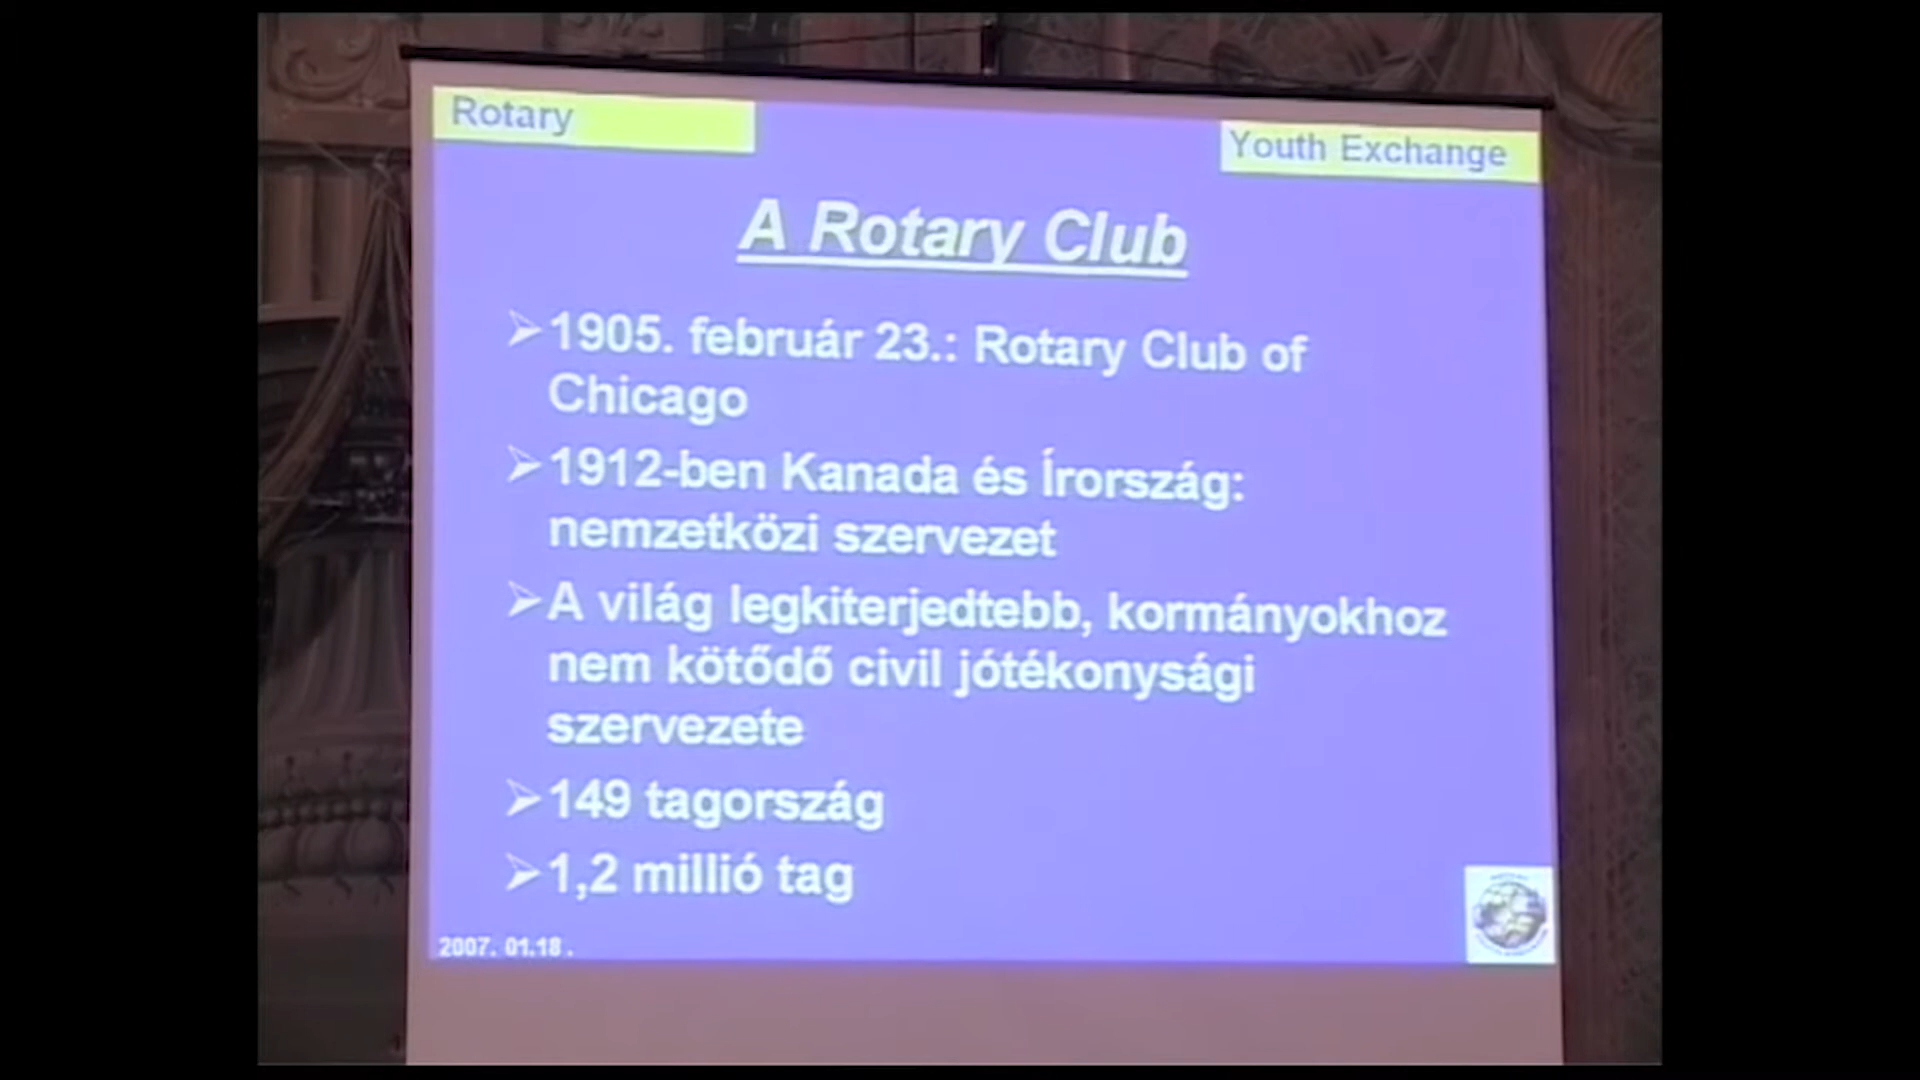 Rotary
Youth Exchange
A Rotary Club
➢1905. február 23.: Rotary Club of
Chicago
➢1912-ben Kanada és Írország:
nemzetközi szervezet
➢A világ legkiterjedtebb, kormányokhoz
nem kötődő civil jótékonysági
szervezete
➢149 tagország
➢1,2 millió tag
2007. 01.18 .